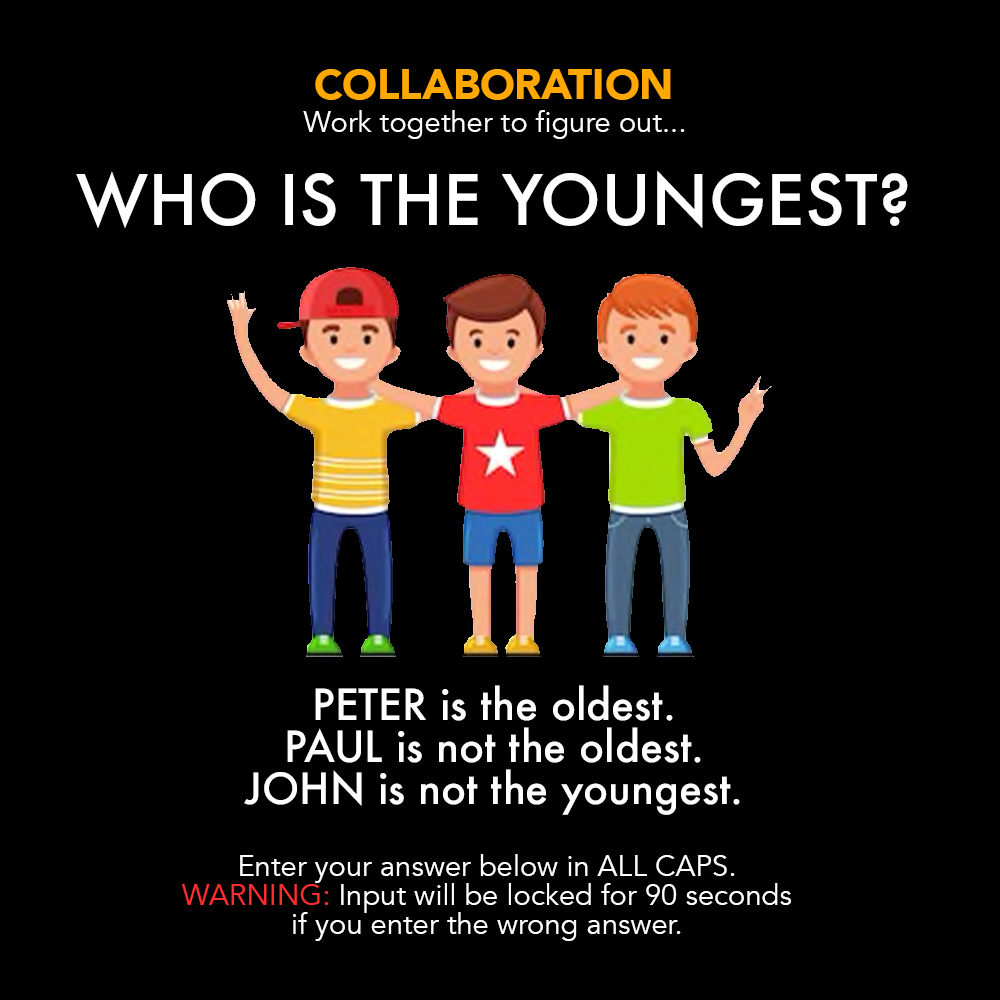 COLLABORATION
Work together to figure out...
WHO IS THE YOUNGEST?
PETER is the oldest.
PAUL is not the oldest.
JOHN is not the youngest.
Enter your answer below in ALL CAPS.
WARNING: Input will be locked for 90 seconds
if you enter the wrong answer.